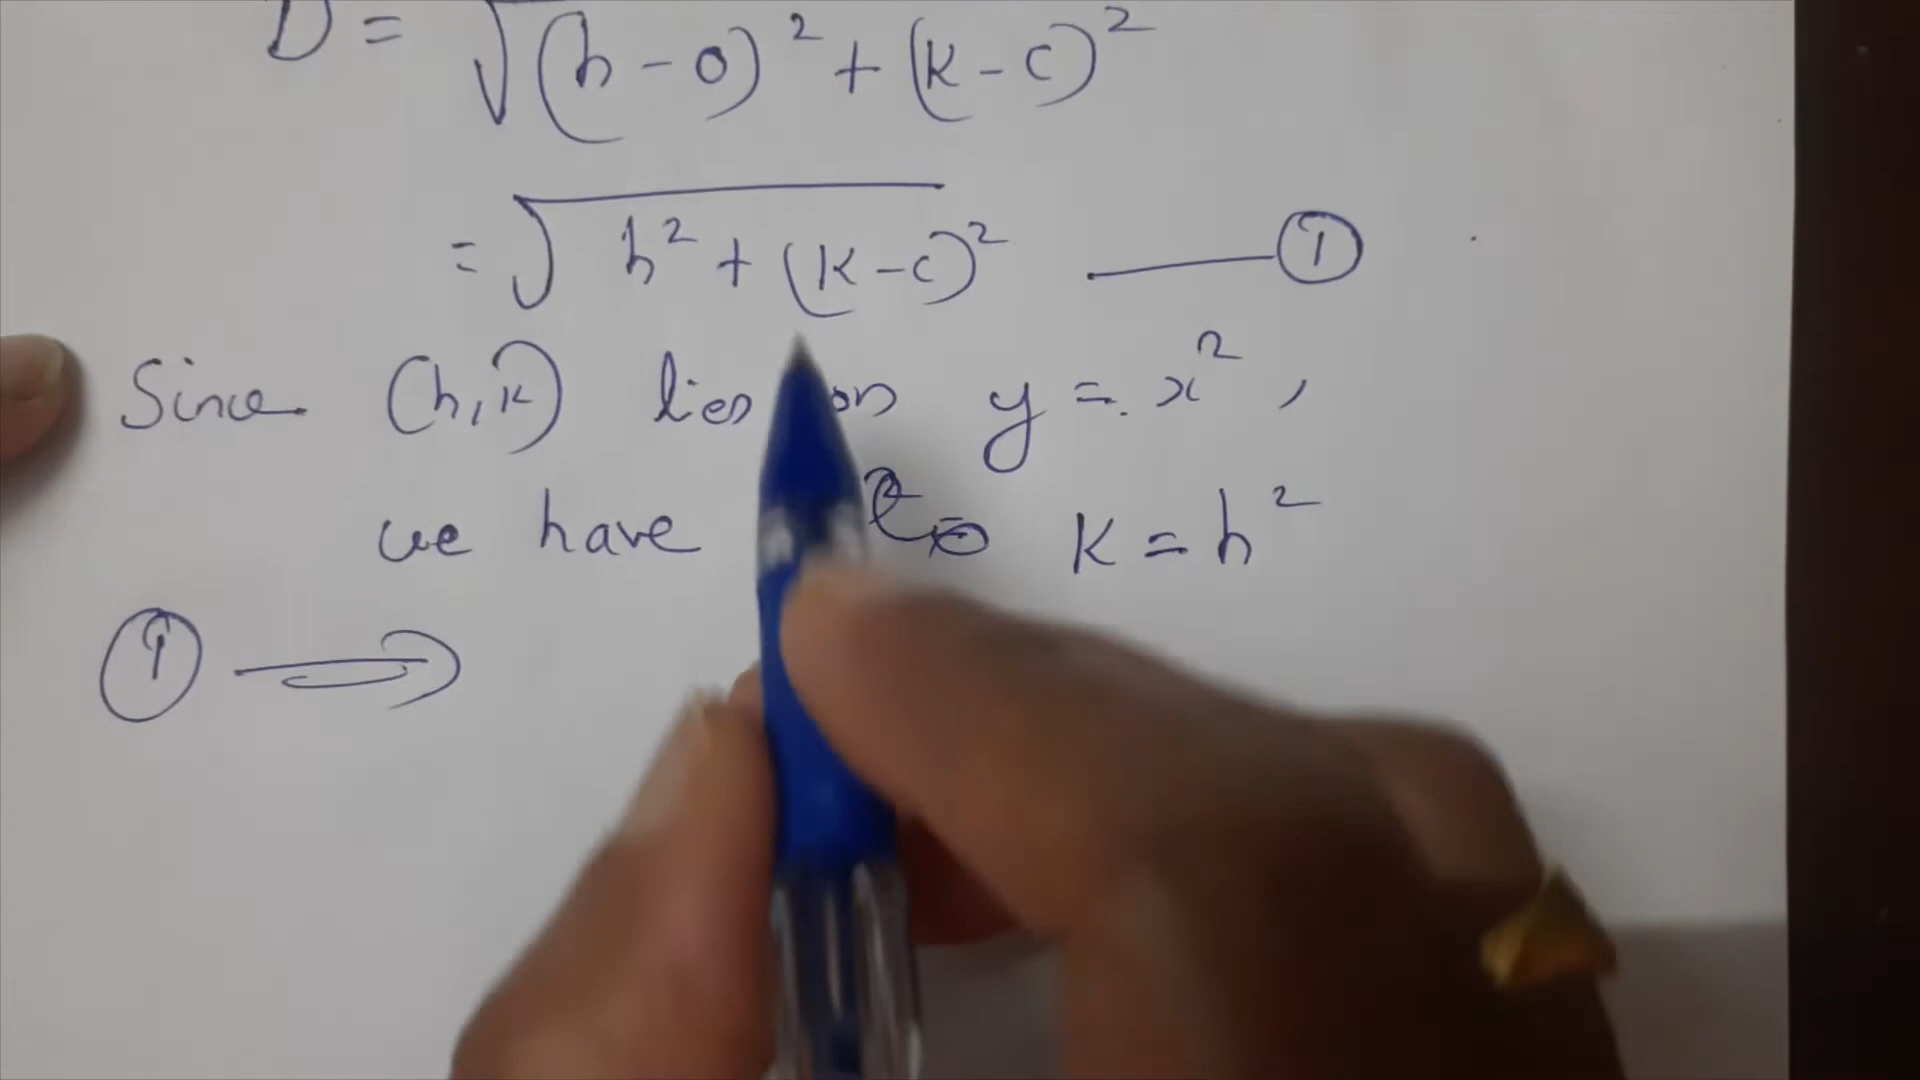 D = √(h-0)² + (k-c)²
= √h² + (k-c)² —— ①
Since (h,k) lies on y = x²,
we have k = h²
① ⟹